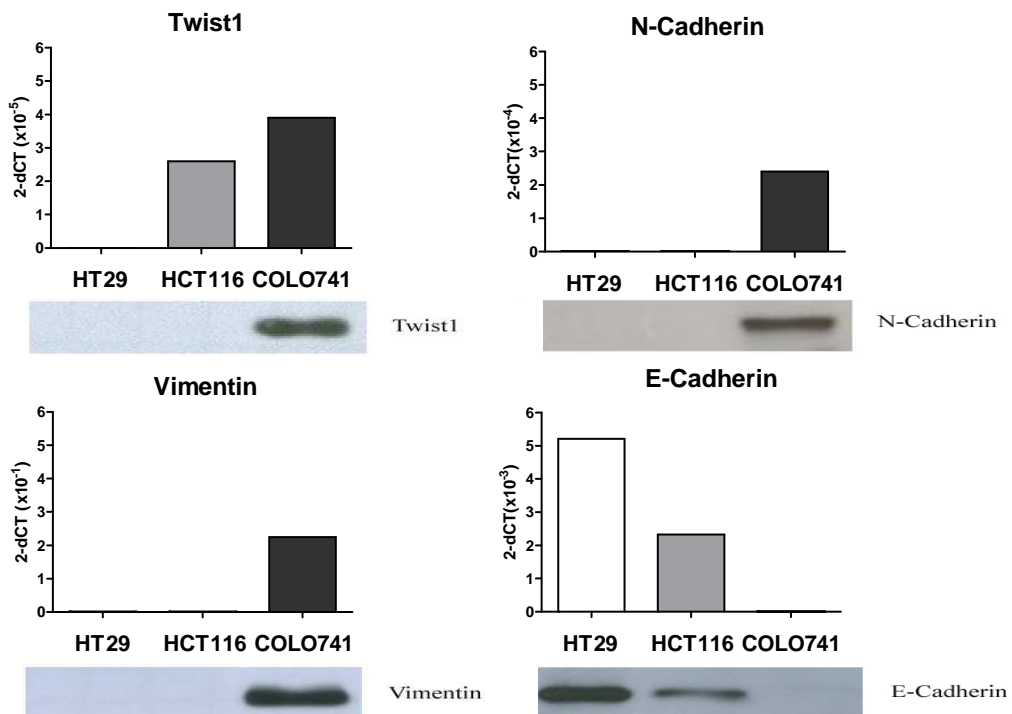 Twist1
2-dCT (x10⁻⁵)
6
5
4
3
2
1
0
HT29 HCT116 COLO741
Twist1
N-Cadherin
2-dCT(x10⁻⁴)
6
5
4
3
2
1
0
HT29 HCT116 COLO741
N-Cadherin
Vimentin
2-dCT (x10⁻¹)
6
5
4
3
2
1
0
HT29 HCT116 COLO741
Vimentin
E-Cadherin
2-dCT(x10⁻³)
6
5
4
3
2
1
0
HT29 HCT116 COLO741
E-Cadherin